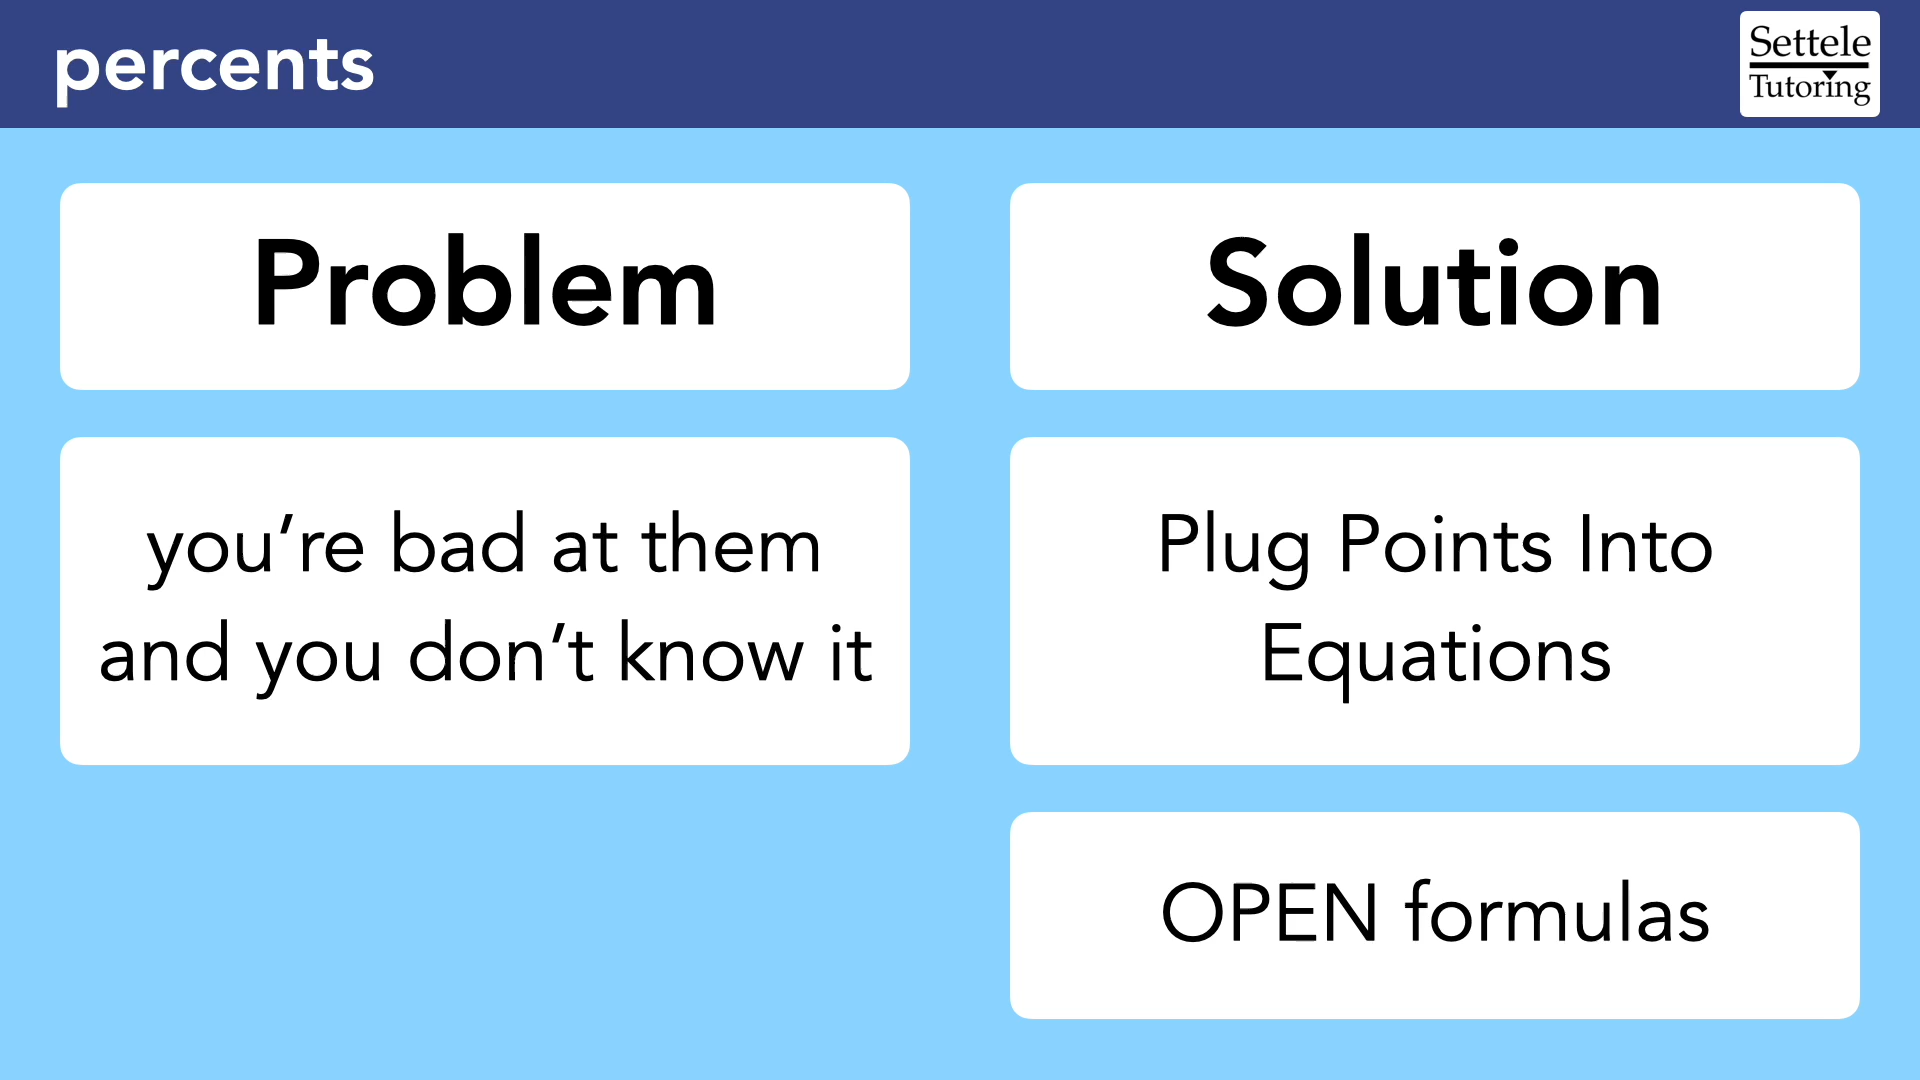 percents
Settele
Tutoring
Problem
Solution
you’re bad at them
and you don’t know it
Plug Points Into
Equations
OPEN formulas